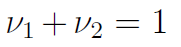 ν₁ + ν₂ = 1